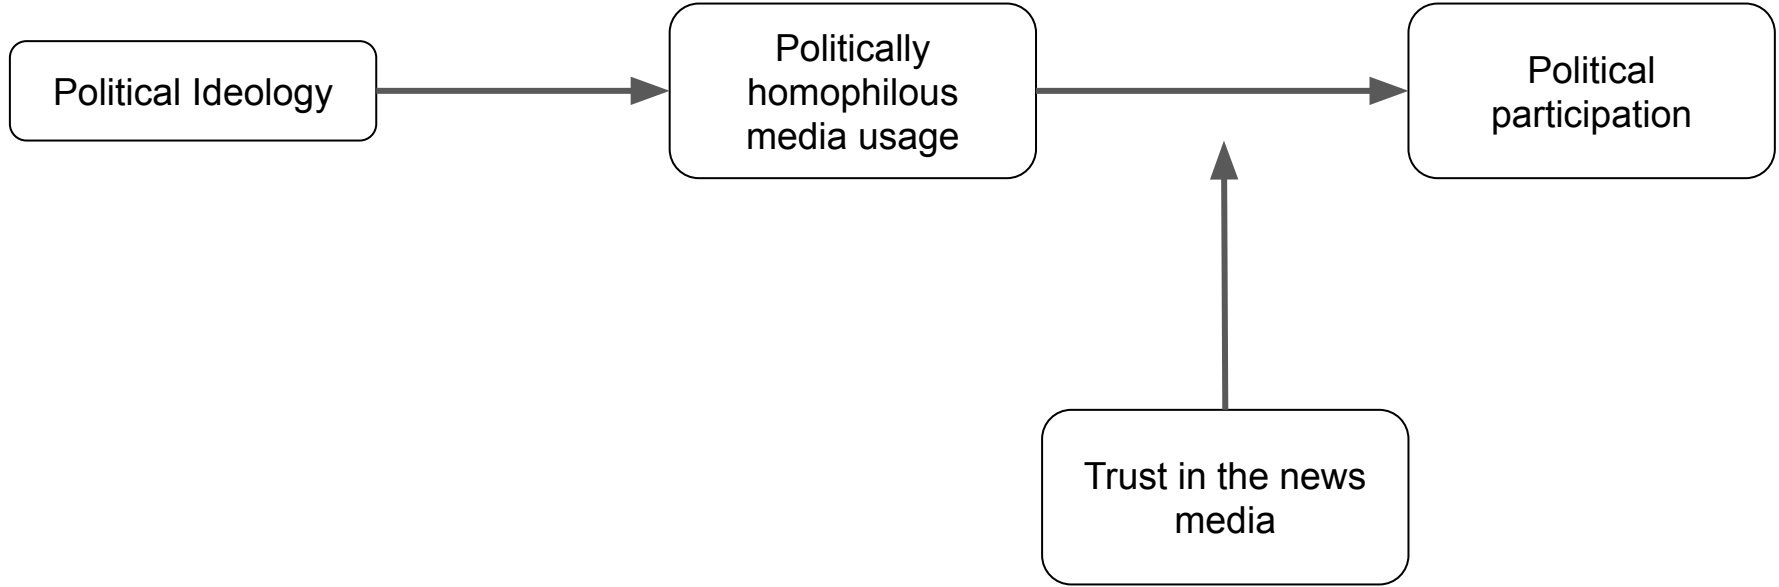 Political Ideology
Politically
homophilous
media usage
Political
participation
Trust in the news
media